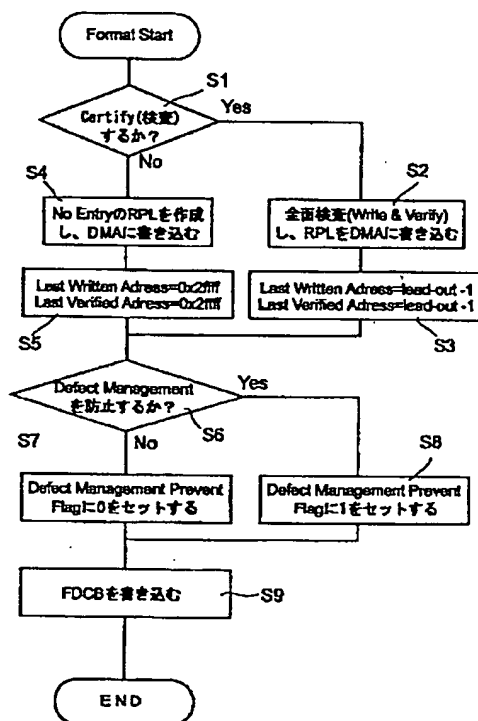 Format Start
S1
Certify(検査)
するか?
Yes
No
S4
S2
No EntryのRPLを作成
し、DMAに書き込む
全面検査(Write & Verify)
し、RPLをDMAに書き込む
Last Written Adress=0x2ffff
Last Verified Adress=0x2ffff
Last Written Adress=lead-out -1
Last Verified Adress=lead-out -1
S5
S3
Defect Management
を防止するか?
Yes
S6
S7
No
S8
Defect Management Prevent
Flagに0をセットする
Defect Management Prevent
Flagに1をセットする
FDCBを書き込む
S9
END